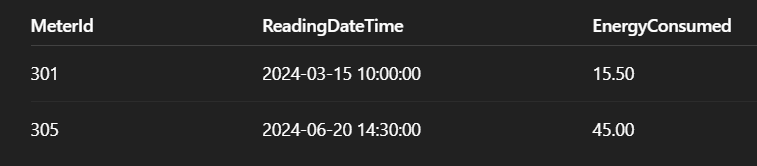 MeterId ReadingDateTime EnergyConsumed
301 2024-03-15 10:00:00 15.50
305 2024-06-20 14:30:00 45.00